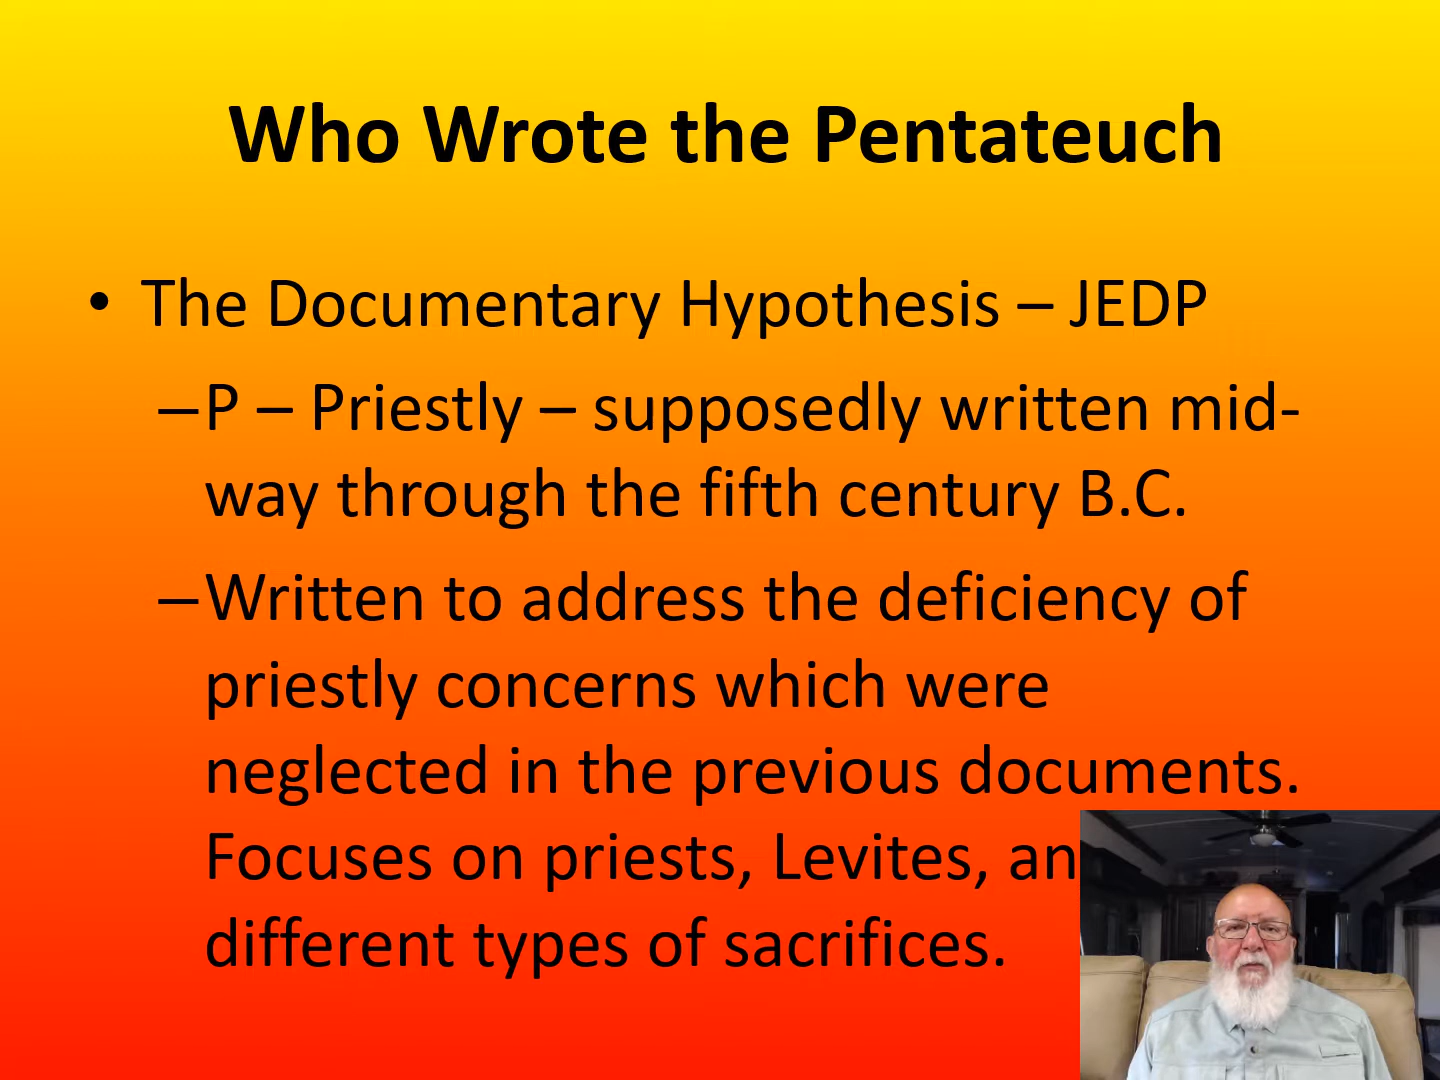 Who Wrote the Pentateuch
• The Documentary Hypothesis – JEDP
–P – Priestly – supposedly written mid-
way through the fifth century B.C.
–Written to address the deficiency of
priestly concerns which were
neglected in the previous documents.
Focuses on priests, Levites, an
different types of sacrifices.